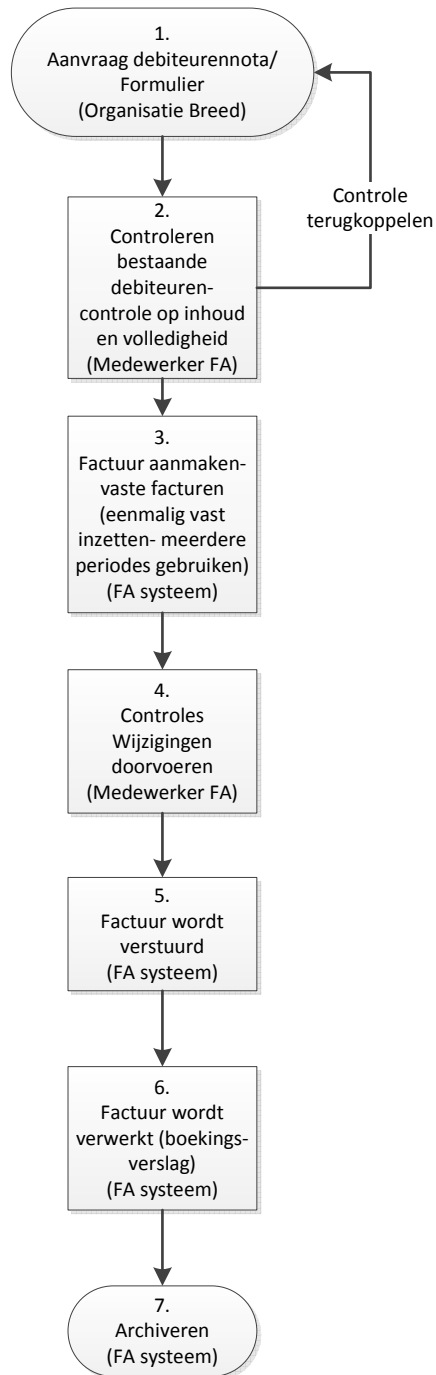 1.
Aanvraag debiteurennota/
Formulier
(Organisatie Breed)
Controle
terugkoppelen
2.
Controleren
bestaande
debiteuren-
controle op inhoud
en volledigheid
(Medewerker FA)
3.
Factuur aanmaken-
vaste facturen
(eenmalig vast
inzetten- meerdere
periodes gebruiken)
(FA systeem)
4.
Controles
Wijzigingen
doorvoeren
(Medewerker FA)
5.
Factuur wordt
verstuurd
(FA systeem)
6.
Factuur wordt
verwerkt (boekings-
verslag)
(FA systeem)
7.
Archiveren
(FA systeem)